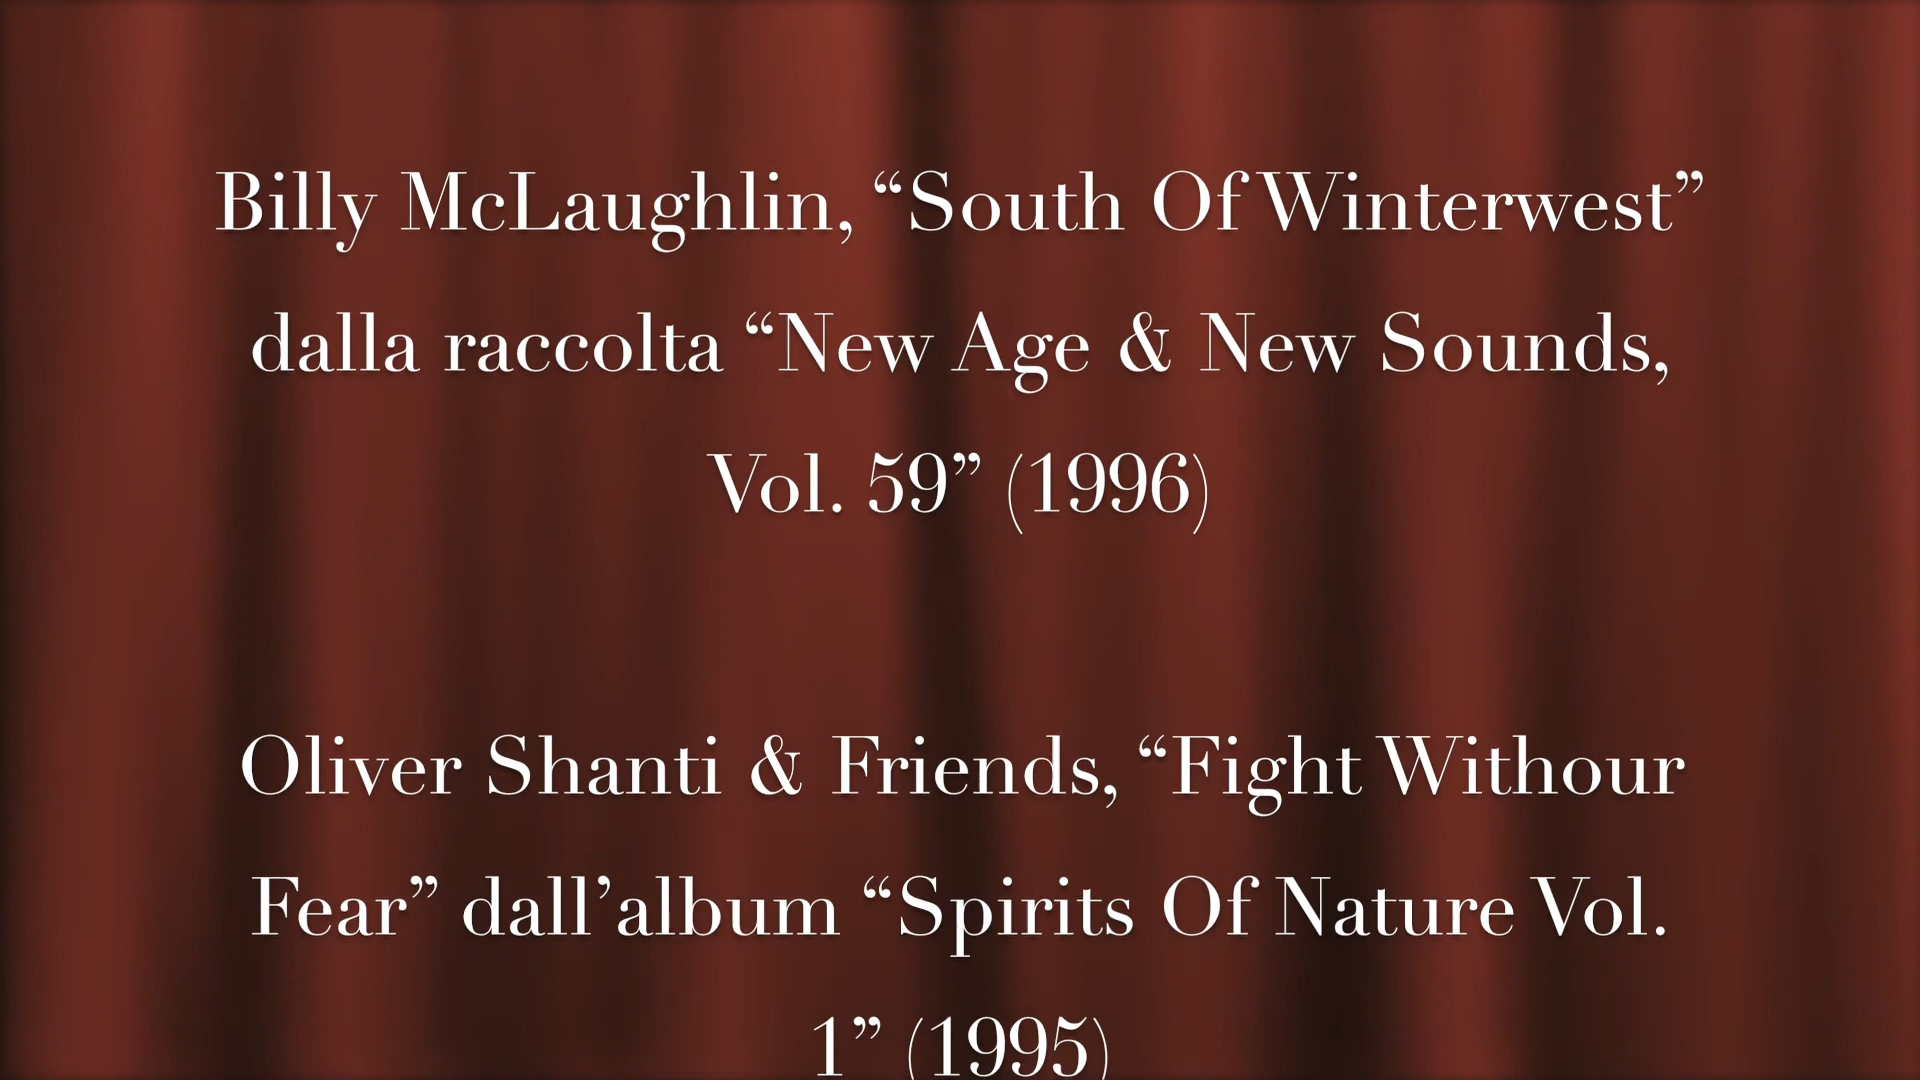 Billy McLaughlin, “South Of Winterwest”
dalla raccolta “New Age & New Sounds,
Vol. 59” (1996)
Oliver Shanti & Friends, “Fight Withour
Fear” dall’album “Spirits Of Nature Vol.
1” (1995)